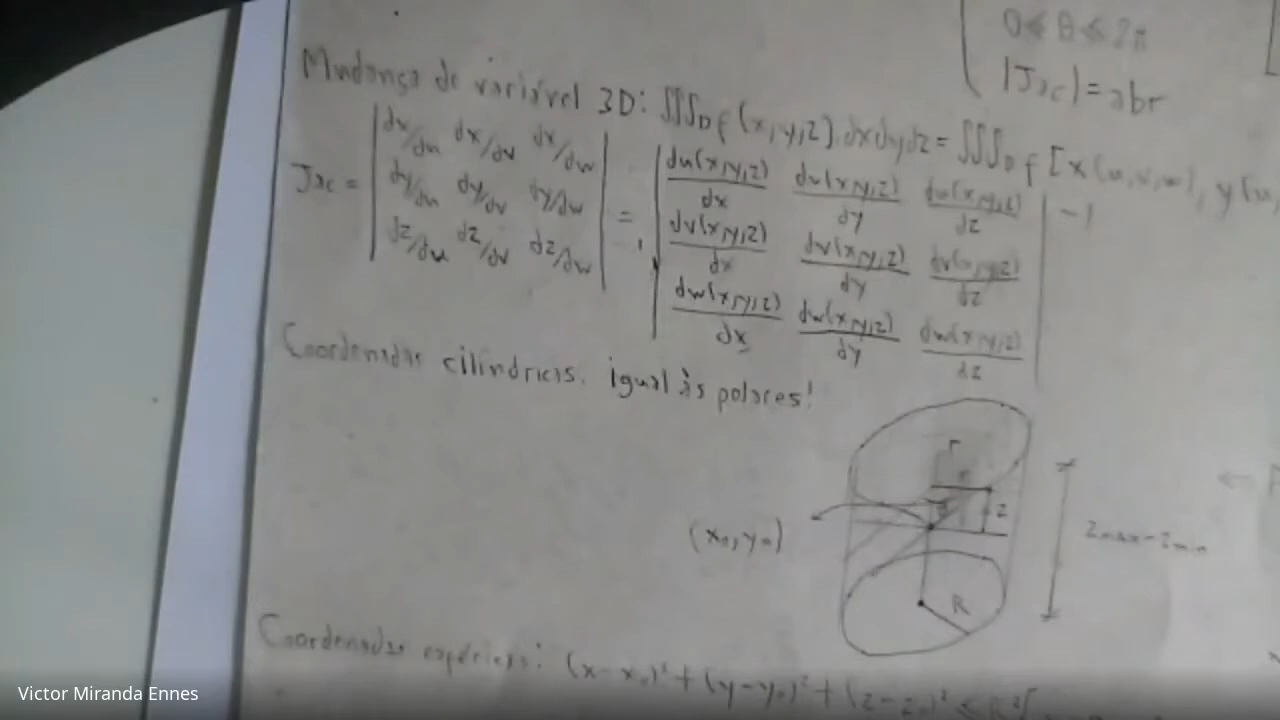 0 ≤ θ ≤ 2π
|Jac| = abr
Mudança de variável 3D: ∭D f(x,y,z).dxdydz = ∭D f[x(u,v,w), y(u,
Jac = | dx/du dx/dv dx/dw | = | du(x,y,z)/dx du(x,y,z)/dy du(x,y,z)/dz | -1
dy/du dy/dv dy/dw dv(x,y,z)/dx dv(x,y,z)/dy dv(x,y,z)/dz
dz/du dz/dv dz/dw dw(x,y,z)/dx dw(x,y,z)/dy dw(x,y,z)/dz
Coordenadas cilíndricas: igual às polares!
r
θ z
(x0, y0)
Zmax - Zmin
R
Coordenadas esféricas: (x-x0)² + (y-y0)² + (z-z0)² ≤ R²
Victor Miranda Ennes